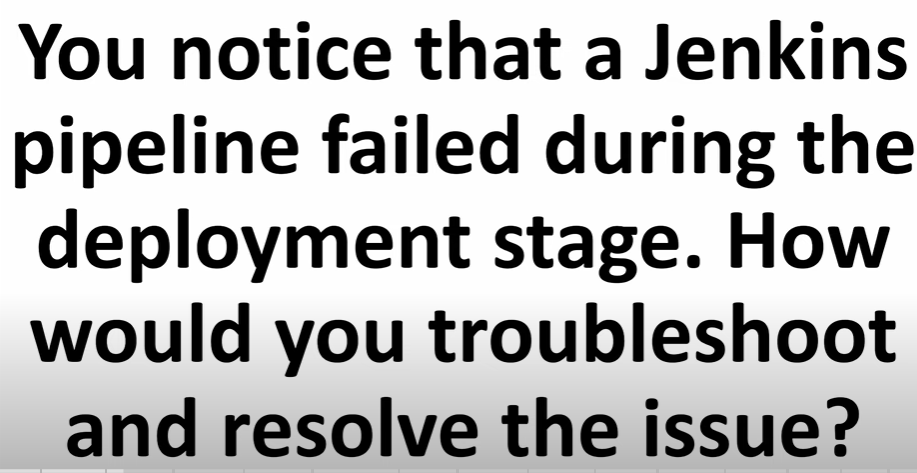 You notice that a Jenkins
pipeline failed during the
deployment stage. How
would you troubleshoot
and resolve the issue?